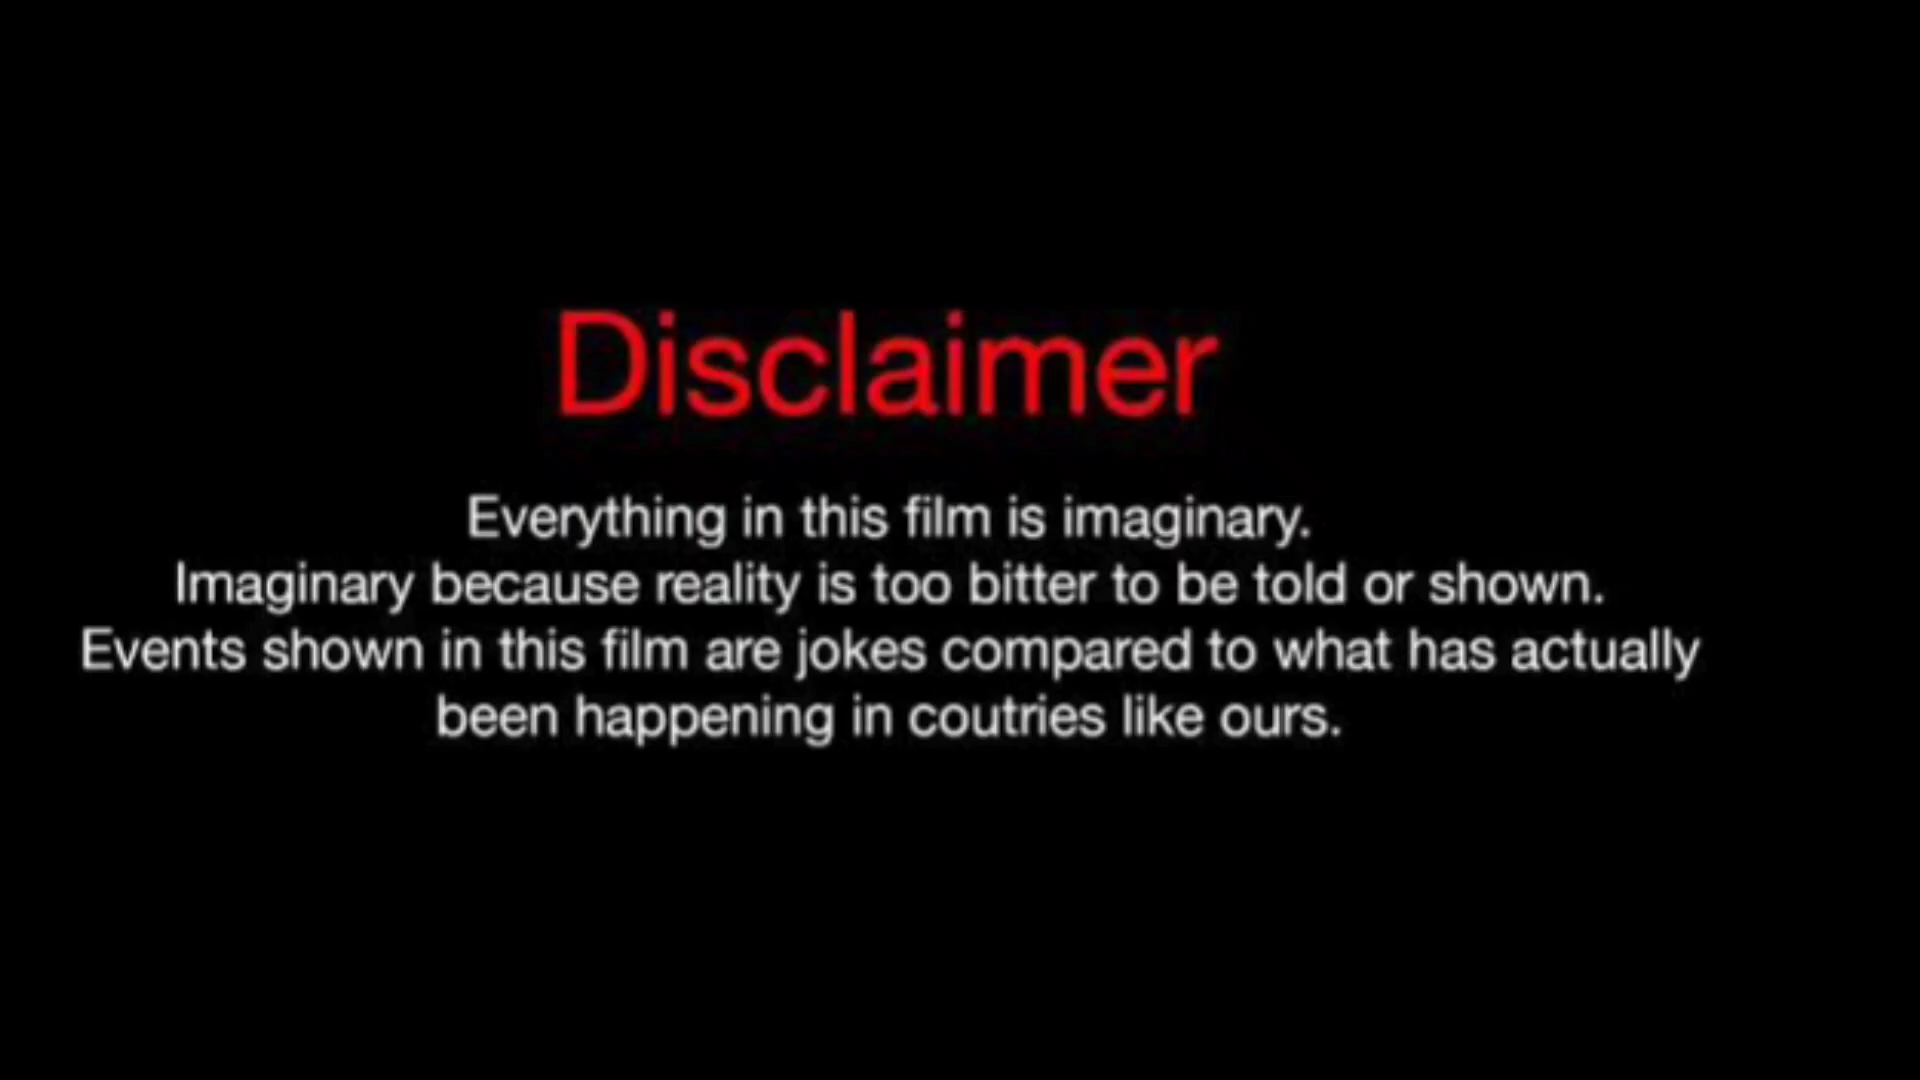 Disclaimer
Everything in this film is imaginary.
Imaginary because reality is too bitter to be told or shown.
Events shown in this film are jokes compared to what has actually
been happening in coutries like ours.